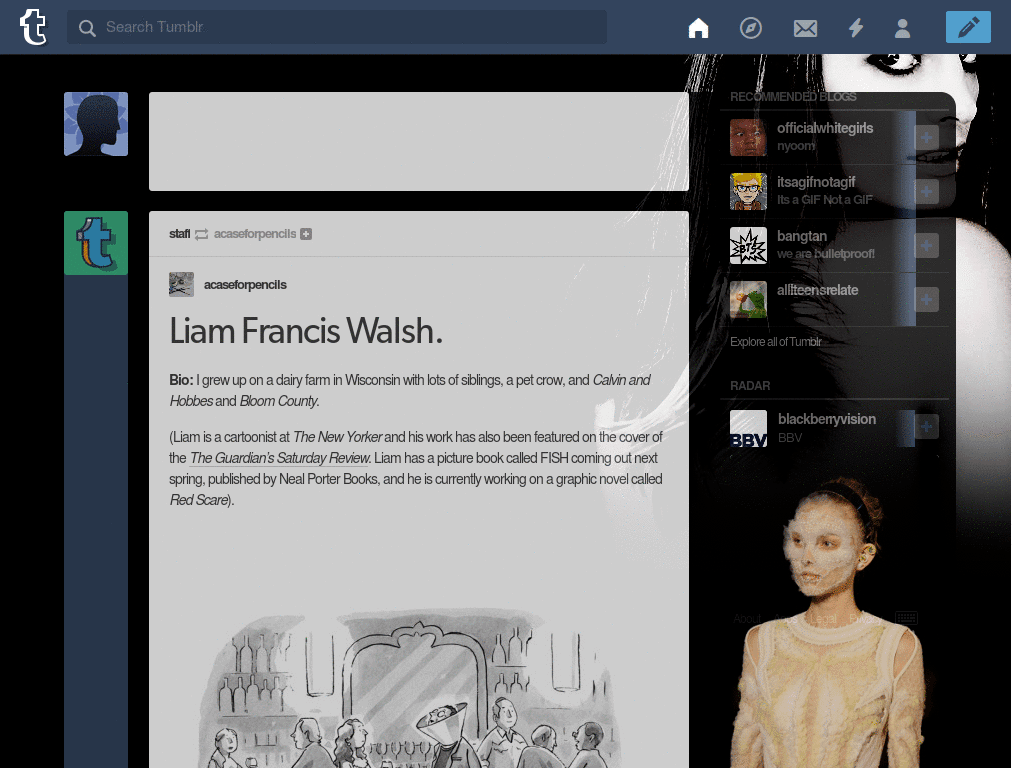 Search Tumblr
RECOMMENDED BLOGS
officialwhitegirls
nyoom
itsagifnotagif
Its a GIF Not a GIF
bangtan
we are bulletproof!
allteensrelate
Explore all of Tumblr
RADAR
blackberryvision
BBV
BBV
About Apps Legal Privacy
staff acaseforpencils
acaseforpencils
Liam Francis Walsh.
Bio: I grew up on a dairy farm in Wisconsin with lots of siblings, a pet crow, and Calvin and
Hobbes and Bloom County.
(Liam is a cartoonist at The New Yorker and his work has also been featured on the cover of
the The Guardian's Saturday Review. Liam has a picture book called FISH coming out next
spring, published by Neal Porter Books, and he is currently working on a graphic novel called
Red Scare).